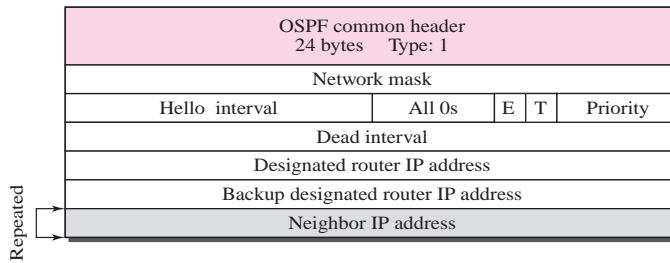 OSPF common header
24 bytes Type: 1
Network mask
Hello interval All 0s E T Priority
Dead interval
Designated router IP address
Backup designated router IP address
Neighbor IP address
Repeated